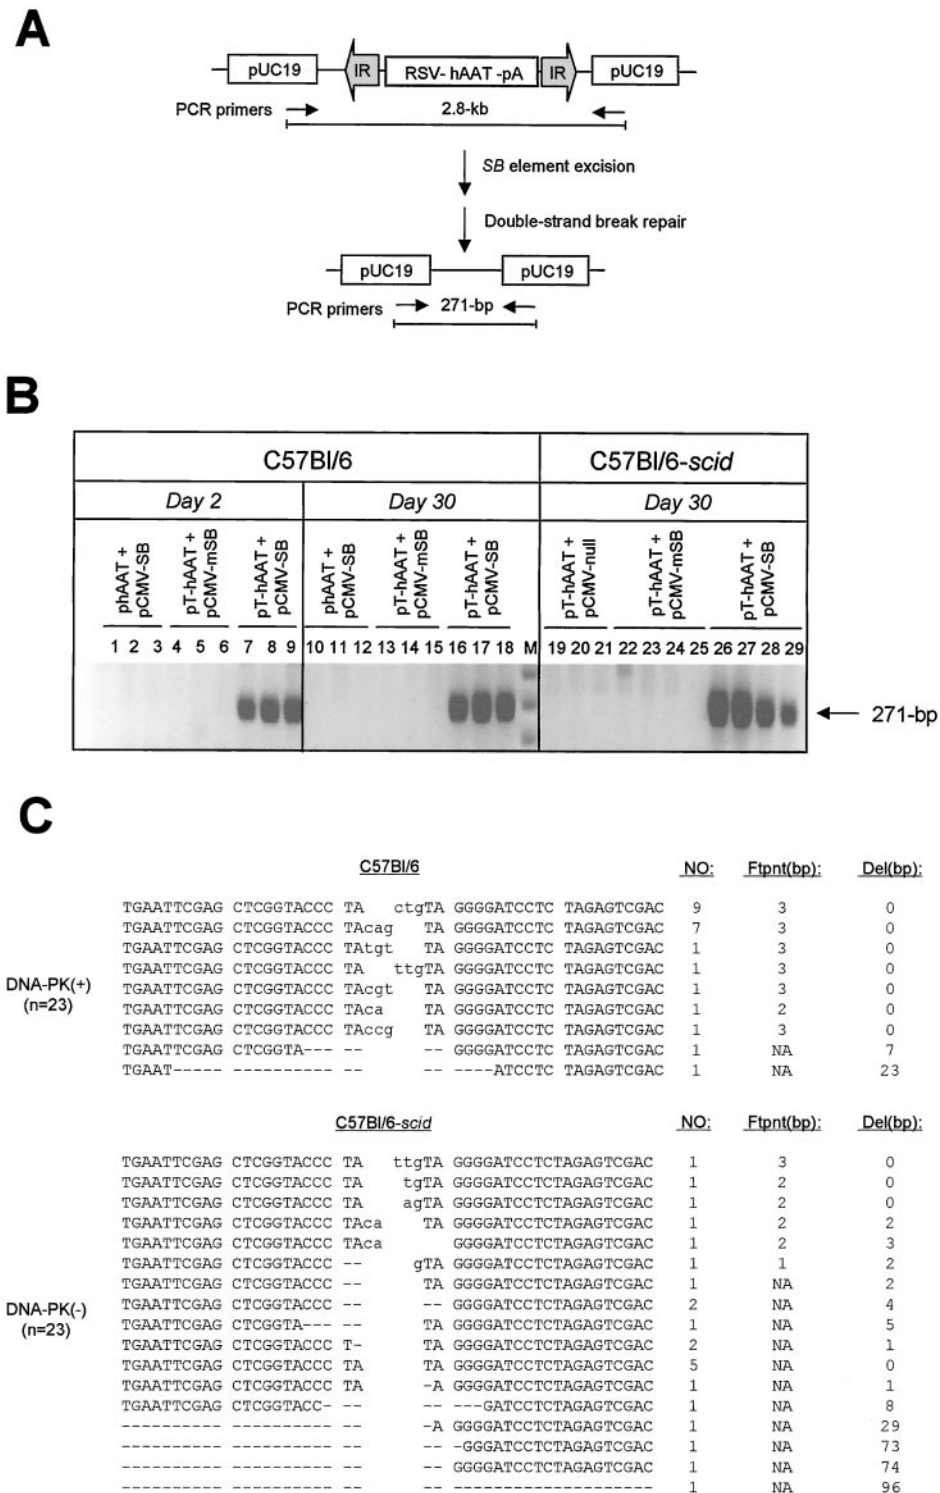 A
pUC19 IR RSV- hAAT -pA IR pUC19
PCR primers 2.8-kb
SB element excision
Double-strand break repair
pUC19 pUC19
PCR primers 271-bp
B
C57Bl/6 C57Bl/6-scid
Day 2 Day 30 Day 30
phAAT + pCMV-SB
pT-hAAT + pCMV-mSB
pT-hAAT + pCMV-SB
phAAT + pCMV-SB
pT-hAAT + pCMV-mSB
pT-hAAT + pCMV-SB
pT-hAAT + pCMV-null
pT-hAAT + pCMV-mSB
pT-hAAT + pCMV-SB
1 2 3 4 5 6 7 8 9 10 11 12 13 14 15 16 17 18 M 19 20 21 22 23 24 25 26 27 28 29
271-bp
C
C57Bl/6 NO: Ftpnt(bp): Del(bp):
TGAATTCGAG CTCGGTACCC TA ctgTA GGGGATCCTC TAGAGTCGAC 9 3 0
TGAATTCGAG CTCGGTACCC TAcag TA GGGGATCCTC TAGAGTCGAC 7 3 0
TGAATTCGAG CTCGGTACCC TAtgt TA GGGGATCCTC TAGAGTCGAC 1 3 0
TGAATTCGAG CTCGGTACCC TA ttgTA GGGGATCCTC TAGAGTCGAC 1 3 0
TGAATTCGAG CTCGGTACCC TAcgt TA GGGGATCCTC TAGAGTCGAC 1 3 0
TGAATTCGAG CTCGGTACCC TAca TA GGGGATCCTC TAGAGTCGAC 1 2 0
TGAATTCGAG CTCGGTACCC TAccg TA GGGGATCCTC TAGAGTCGAC 1 3 0
TGAATTCGAG CTCGGTA--- -- -- GGGGATCCTC TAGAGTCGAC 1 NA 7
TGAAT----- ---------- -- -- ----ATCCTC TAGAGTCGAC 1 NA 23
DNA-PK(+)
(n=23)
C57Bl/6-scid NO: Ftpnt(bp): Del(bp):
TGAATTCGAG CTCGGTACCC TA ttgTA GGGGATCCTCTAGAGTCGAC 1 3 0
TGAATTCGAG CTCGGTACCC TA tgTA GGGGATCCTCTAGAGTCGAC 1 2 0
TGAATTCGAG CTCGGTACCC TA agTA GGGGATCCTCTAGAGTCGAC 1 2 0
TGAATTCGAG CTCGGTACCC TAca TA GGGGATCCTCTAGAGTCGAC 1 2 2
TGAATTCGAG CTCGGTACCC TAca GGGGATCCTCTAGAGTCGAC 1 2 3
TGAATTCGAG CTCGGTACCC -- gTA GGGGATCCTCTAGAGTCGAC 1 1 2
TGAATTCGAG CTCGGTACCC -- TA GGGGATCCTCTAGAGTCGAC 1 NA 2
TGAATTCGAG CTCGGTACCC -- -- GGGGATCCTCTAGAGTCGAC 2 NA 4
TGAATTCGAG CTCGGTA--- -- TA GGGGATCCTCTAGAGTCGAC 1 NA 5
TGAATTCGAG CTCGGTACCC T- TA GGGGATCCTCTAGAGTCGAC 2 NA 1
TGAATTCGAG CTCGGTACCC TA TA GGGGATCCTCTAGAGTCGAC 5 NA 0
TGAATTCGAG CTCGGTACCC TA -A GGGGATCCTCTAGAGTCGAC 1 NA 1
TGAATTCGAG CTCGGTACC- -- -- ---GATCCTCTAGAGTCGAC 1 NA 8
---------- ---------- -- -A GGGGATCCTCTAGAGTCGAC 1 NA 29
---------- ---------- -- -- -GGGATCCTCTAGAGTCGAC 1 NA 73
---------- ---------- -- -- GGGGATCCTCTAGAGTCGAC 1 NA 74
---------- ---------- -- -- -------------------- 1 NA 96
DNA-PK(-)
(n=23)